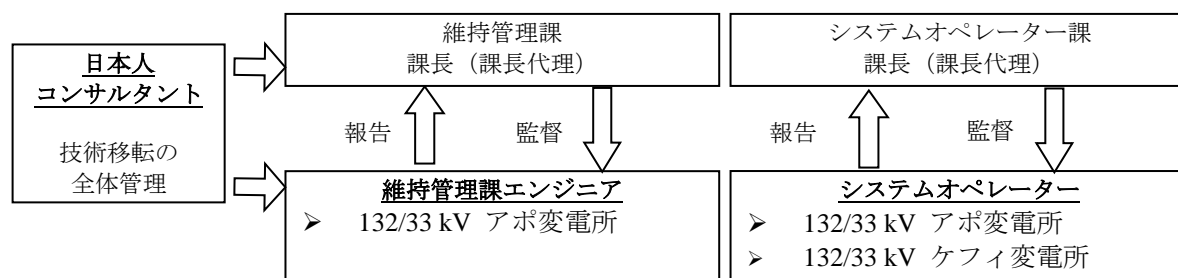 日本人
コンサルタント
技術移転の
全体管理
維持管理課
課長（課長代理）
システムオペレーター課
課長（課長代理）
報告
監督
報告
監督
維持管理課エンジニア
➢ 132/33 kV アポ変電所
システムオペレーター
➢ 132/33 kV アポ変電所
➢ 132/33 kV ケフィ変電所